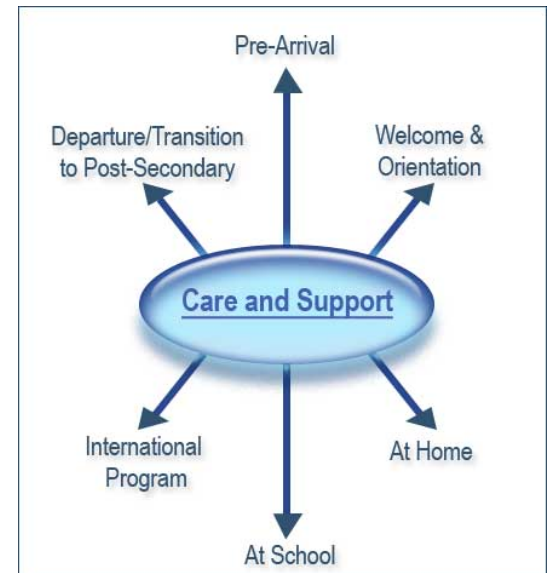 Pre-Arrival
Departure/Transition
to Post-Secondary
Welcome &
Orientation
Care and Support
International
Program
At Home
At School